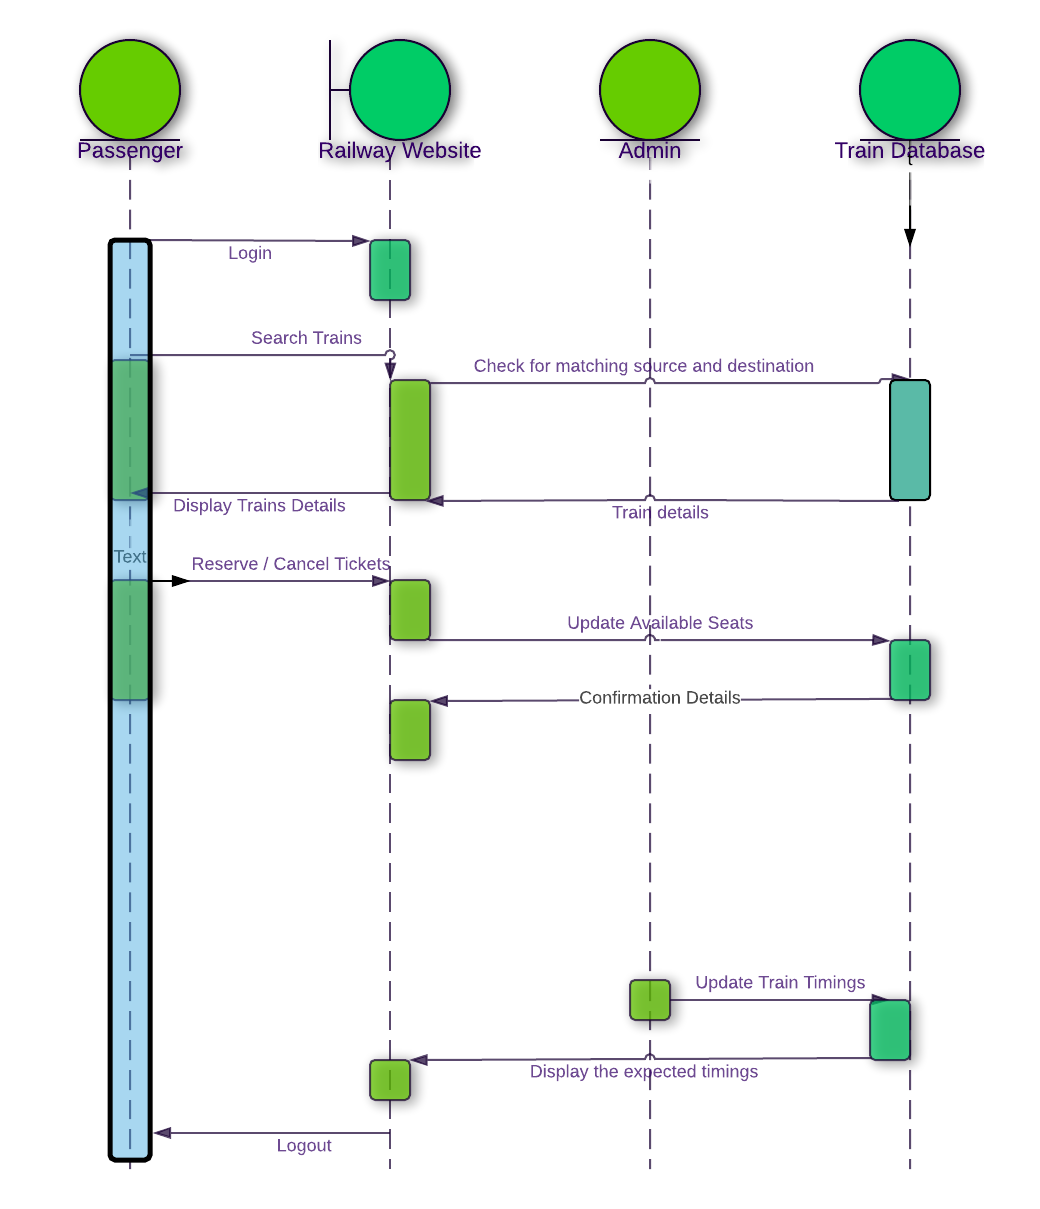 Passenger
Railway Website
Admin
Train Database
t
Login
Search Trains
Check for matching source and destination
Display Trains Details
Train details
Text
Reserve / Cancel Tickets
Update Available Seats
Confirmation Details
Update Train Timings
Display the expected timings
Logout